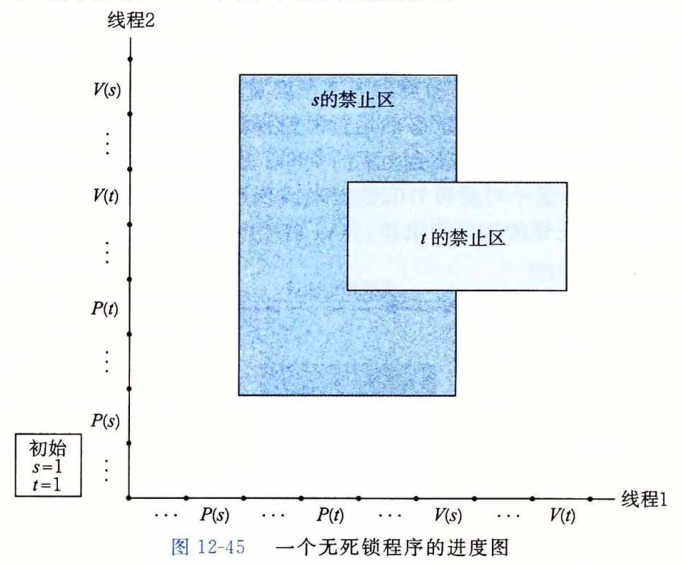 线程2
V(s)
s的禁止区
⋮
V(t)
t 的禁止区
⋮
P(t)
⋮
P(s)
初始
s=1
t=1
⋮
线程1
··· P(s) ··· P(t) ··· V(s) ··· V(t)
图 12-45 一个无死锁程序的进度图